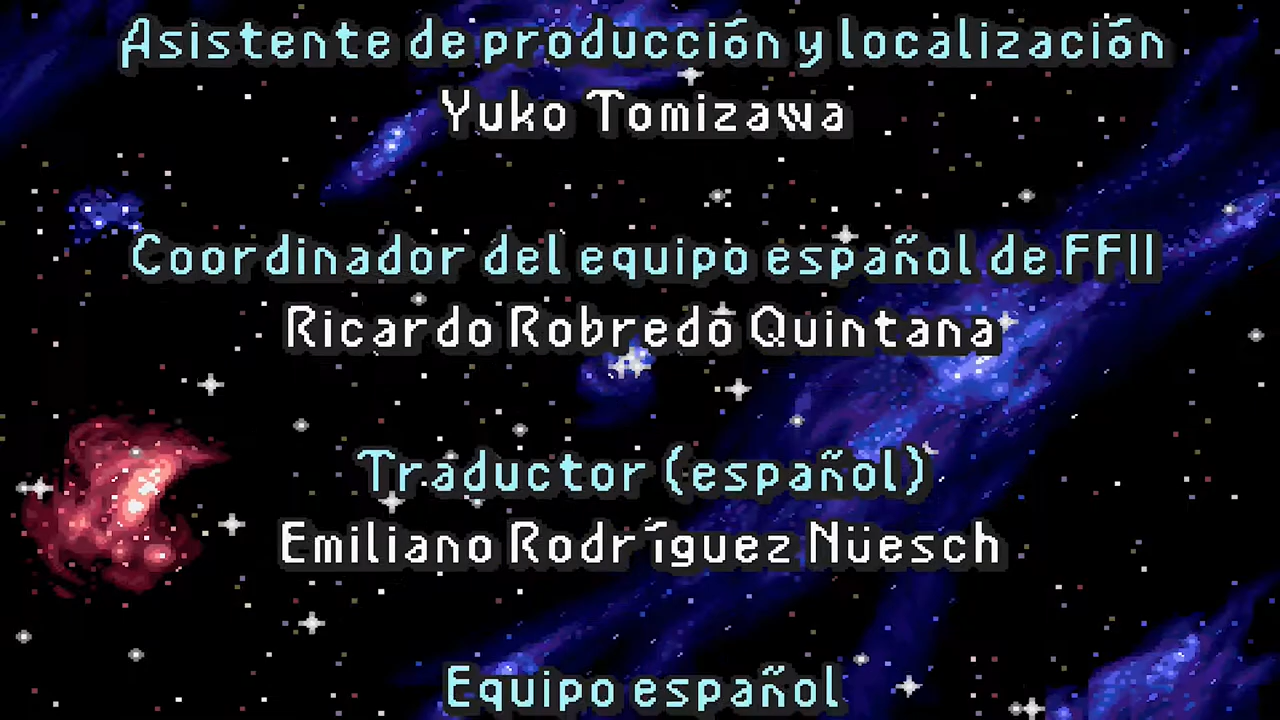 Asistente de producción y localización
Yuko Tomizawa
Coordinador del equipo español de FFII
Ricardo Robredo Quintana
Traductor (español)
Emiliano Rodríguez Nüesch
Equipo español